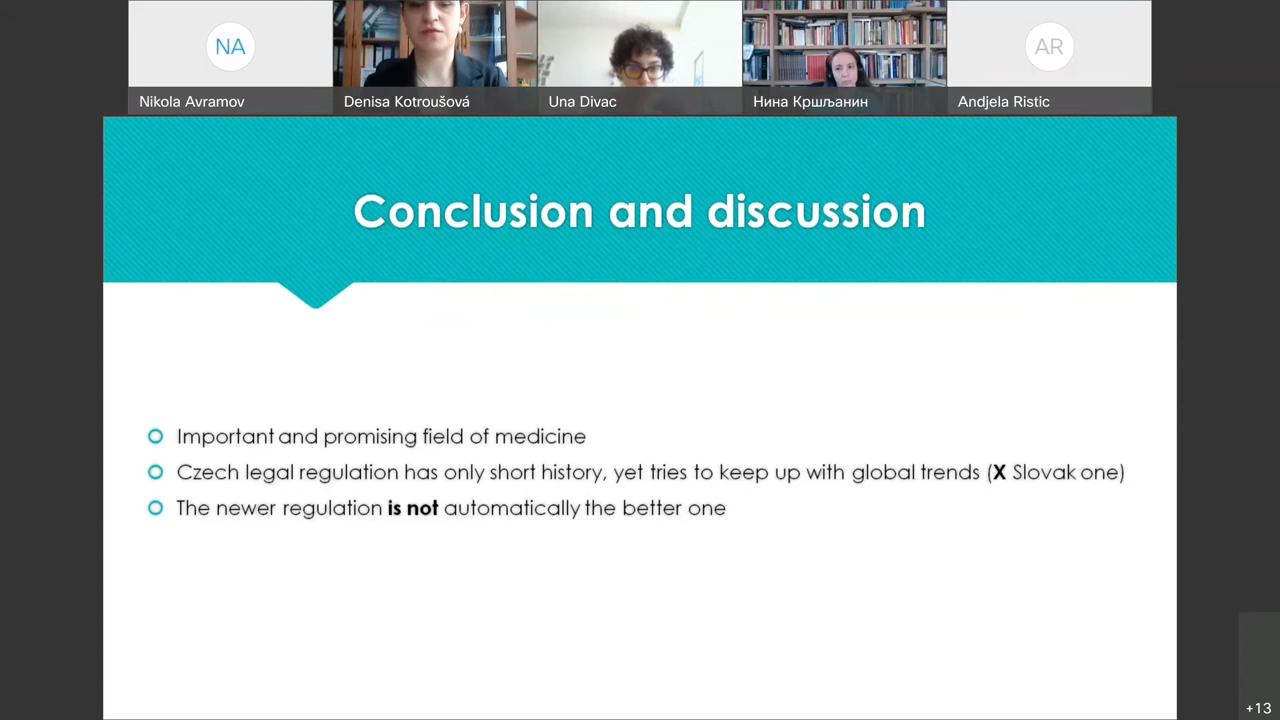 NA
AR
Nikola Avramov
Denisa Kotroušová
Una Divac
Нина Кршљанин
Andjela Ristic
Conclusion and discussion
Important and promising field of medicine
Czech legal regulation has only short history, yet tries to keep up with global trends (X Slovak one)
The newer regulation is not automatically the better one
+13